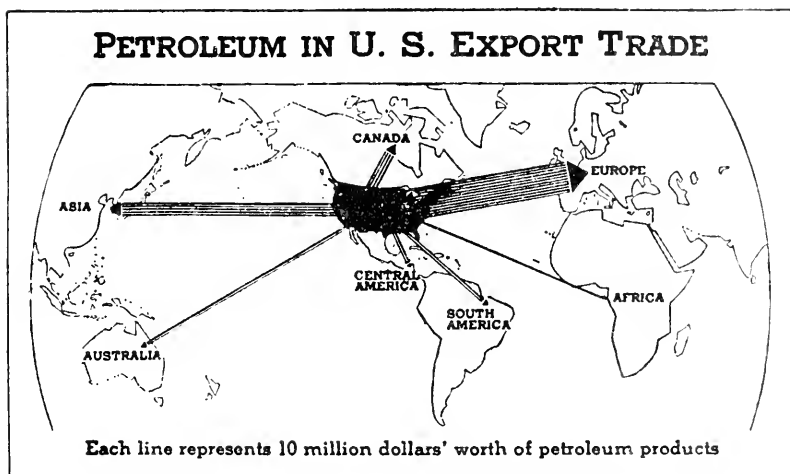 PETROLEUM IN U. S. EXPORT TRADE
CANADA
EUROPE
ASIA
CENTRAL
AMERICA
SOUTH
AMERICA
AFRICA
AUSTRALIA
Each line represents 10 million dollars' worth of petroleum products